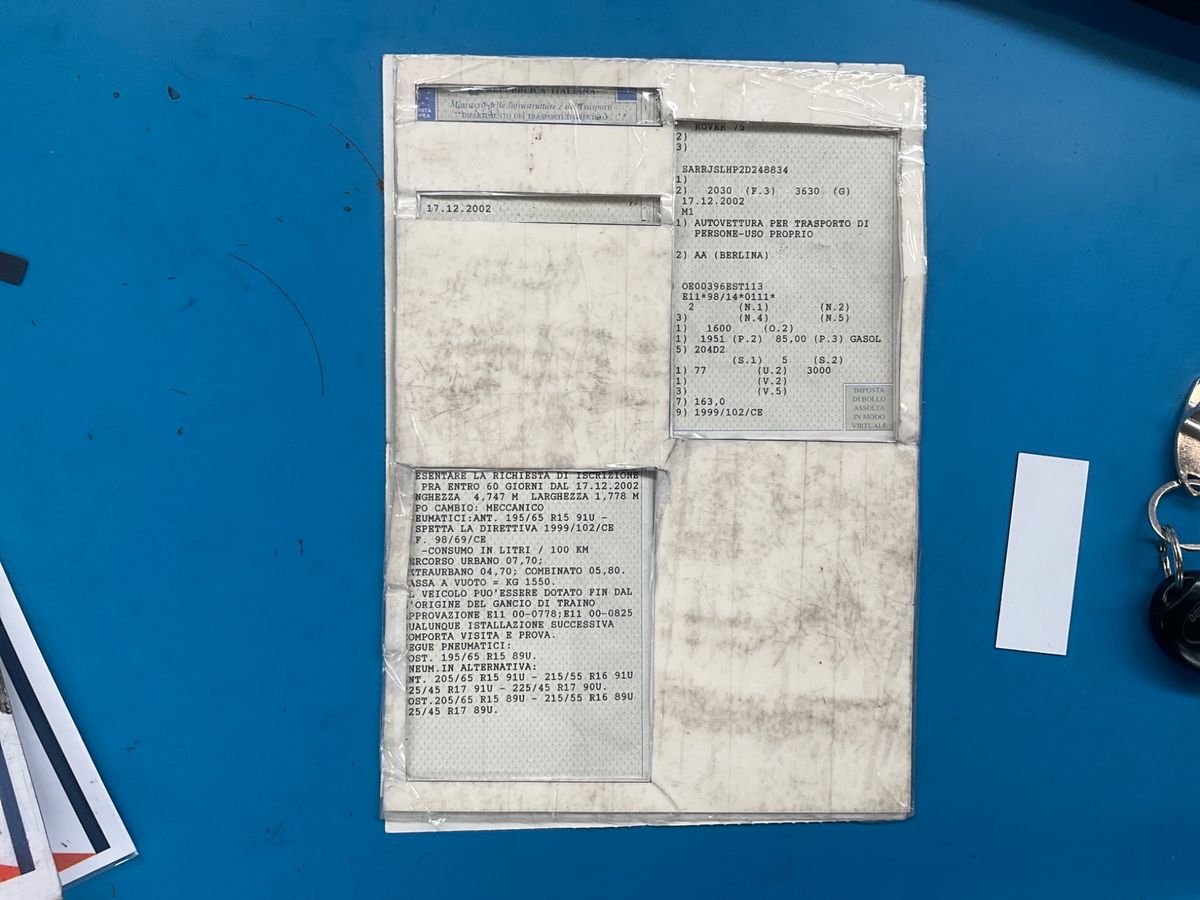 REPUBBLICA ITALIANA
Ministero delle Infrastrutture e dei Trasporti
DIPARTIMENTO DEI TRASPORTI TERRESTRI
17.12.2002
ROVER 75
2)
3)
SARRJSLHP2D248834
1)
2) 2030 (F.3) 3630 (G)
17.12.2002
M1
1) AUTOVETTURA PER TRASPORTO DI
PERSONE-USO PROPRIO
2) AA (BERLINA)
OE00396EST113
E11*98/14*0111*
2 (N.1) (N.2)
3) (N.4) (N.5)
1) 1600 (O.2)
1) 1951 (P.2) 85,00 (P.3) GASOL
5) 204D2
(S.1) 5 (S.2)
1) 77 (U.2) 3000
1) (V.2)
3) (V.5)
7) 163,0
9) 1999/102/CE
IMPOSTA
DI BOLLO
ASSOLTA
IN MODO
VIRTUALE
ESENTARE LA RICHIESTA DI ISCRIZIONE
PRA ENTRO 60 GIORNI DAL 17.12.2002
NGHEZZA 4,747 M LARGHEZZA 1,778 M
PO CAMBIO: MECCANICO
EUMATICI:ANT. 195/65 R15 91U -
SPETTA LA DIRETTIVA 1999/102/CE
F. 98/69/CE
-CONSUMO IN LITRI / 100 KM
ERCORSO URBANO 07,70;
XTRAURBANO 04,70; COMBINATO 05,80.
ASSA A VUOTO = KG 1550.
L VEICOLO PUO'ESSERE DOTATO FIN DAL
'ORIGINE DEL GANCIO DI TRAINO
PPROVAZIONE E11 00-0778;E11 00-0825
UALUNQUE ISTALLAZIONE SUCCESSIVA
OMPORTA VISITA E PROVA.
EGUE PNEUMATICI:
OST. 195/65 R15 89U.
NEUM.IN ALTERNATIVA:
NT. 205/65 R15 91U - 215/55 R16 91U
25/45 R17 91U - 225/45 R17 90U.
OST.205/65 R15 89U - 215/55 R16 89U
25/45 R17 89U.